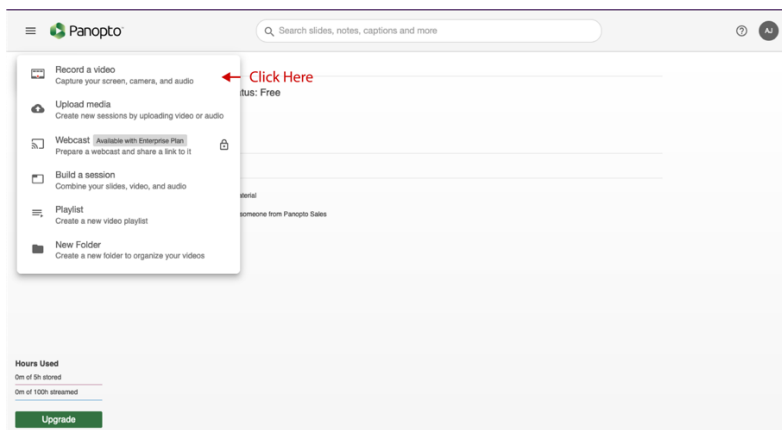 Panopto
Search slides, notes, captions and more
AJ
Record a video
Capture your screen, camera, and audio
Click Here
tus: Free
Upload media
Create new sessions by uploading video or audio
Webcast Available with Enterprise Plan
Prepare a webcast and share a link to it
Build a session
Combine your slides, video, and audio
aterial
Playlist
Create a new video playlist
someone from Panopto Sales
New Folder
Create a new folder to organize your videos
Hours Used
0m of 5h stored
0m of 100h streamed
Upgrade